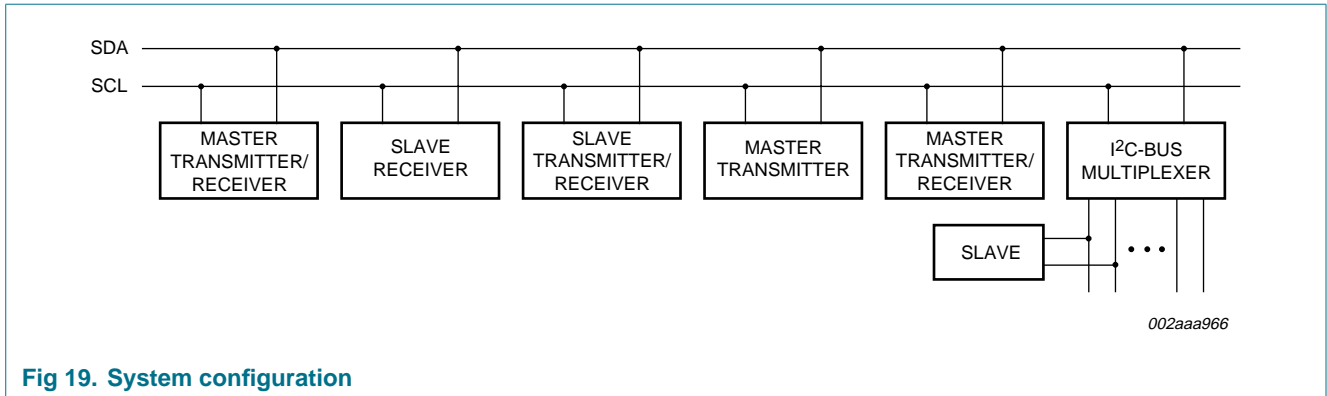 SDA
SCL
MASTER
TRANSMITTER/
RECEIVER
SLAVE
RECEIVER
SLAVE
TRANSMITTER/
RECEIVER
MASTER
TRANSMITTER
MASTER
TRANSMITTER/
RECEIVER
I²C-BUS
MULTIPLEXER
SLAVE
002aaa966
Fig 19. System configuration